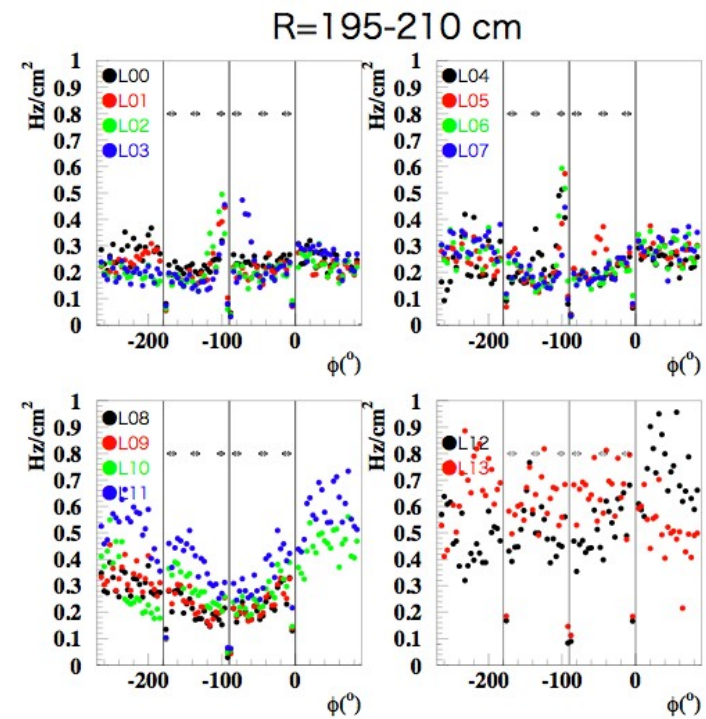 R=195-210 cm
Hz/cm²
1
0.9
0.8
0.7
0.6
0.5
0.4
0.3
0.2
0.1
0
L00
L01
L02
L03
-200 -100 0
ϕ(°)
Hz/cm²
1
0.9
0.8
0.7
0.6
0.5
0.4
0.3
0.2
0.1
0
L04
L05
L06
L07
-200 -100 0
ϕ(°)
Hz/cm²
1
0.9
0.8
0.7
0.6
0.5
0.4
0.3
0.2
0.1
0
L08
L09
L10
L11
-200 -100 0
ϕ(°)
Hz/cm²
1
0.9
0.8
0.7
0.6
0.5
0.4
0.3
0.2
0.1
0
L12
L13
-200 -100 0
ϕ(°)